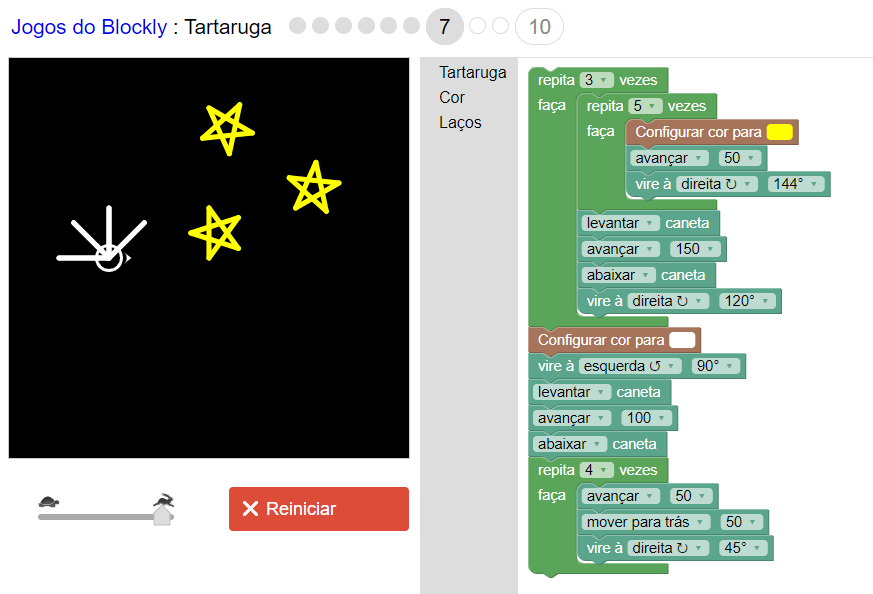 Jogos do Blockly : Tartaruga 7 10
Tartaruga
Cor
Laços
repita 3 vezes
faça repita 5 vezes
faça Configurar cor para
avançar 50
vire à direita ↻ 144°
levantar caneta
avançar 150
abaixar caneta
vire à direita ↻ 120°
Configurar cor para
vire à esquerda ↺ 90°
levantar caneta
avançar 100
abaixar caneta
repita 4 vezes
faça avançar 50
mover para trás 50
vire à direita ↻ 45°
Reiniciar